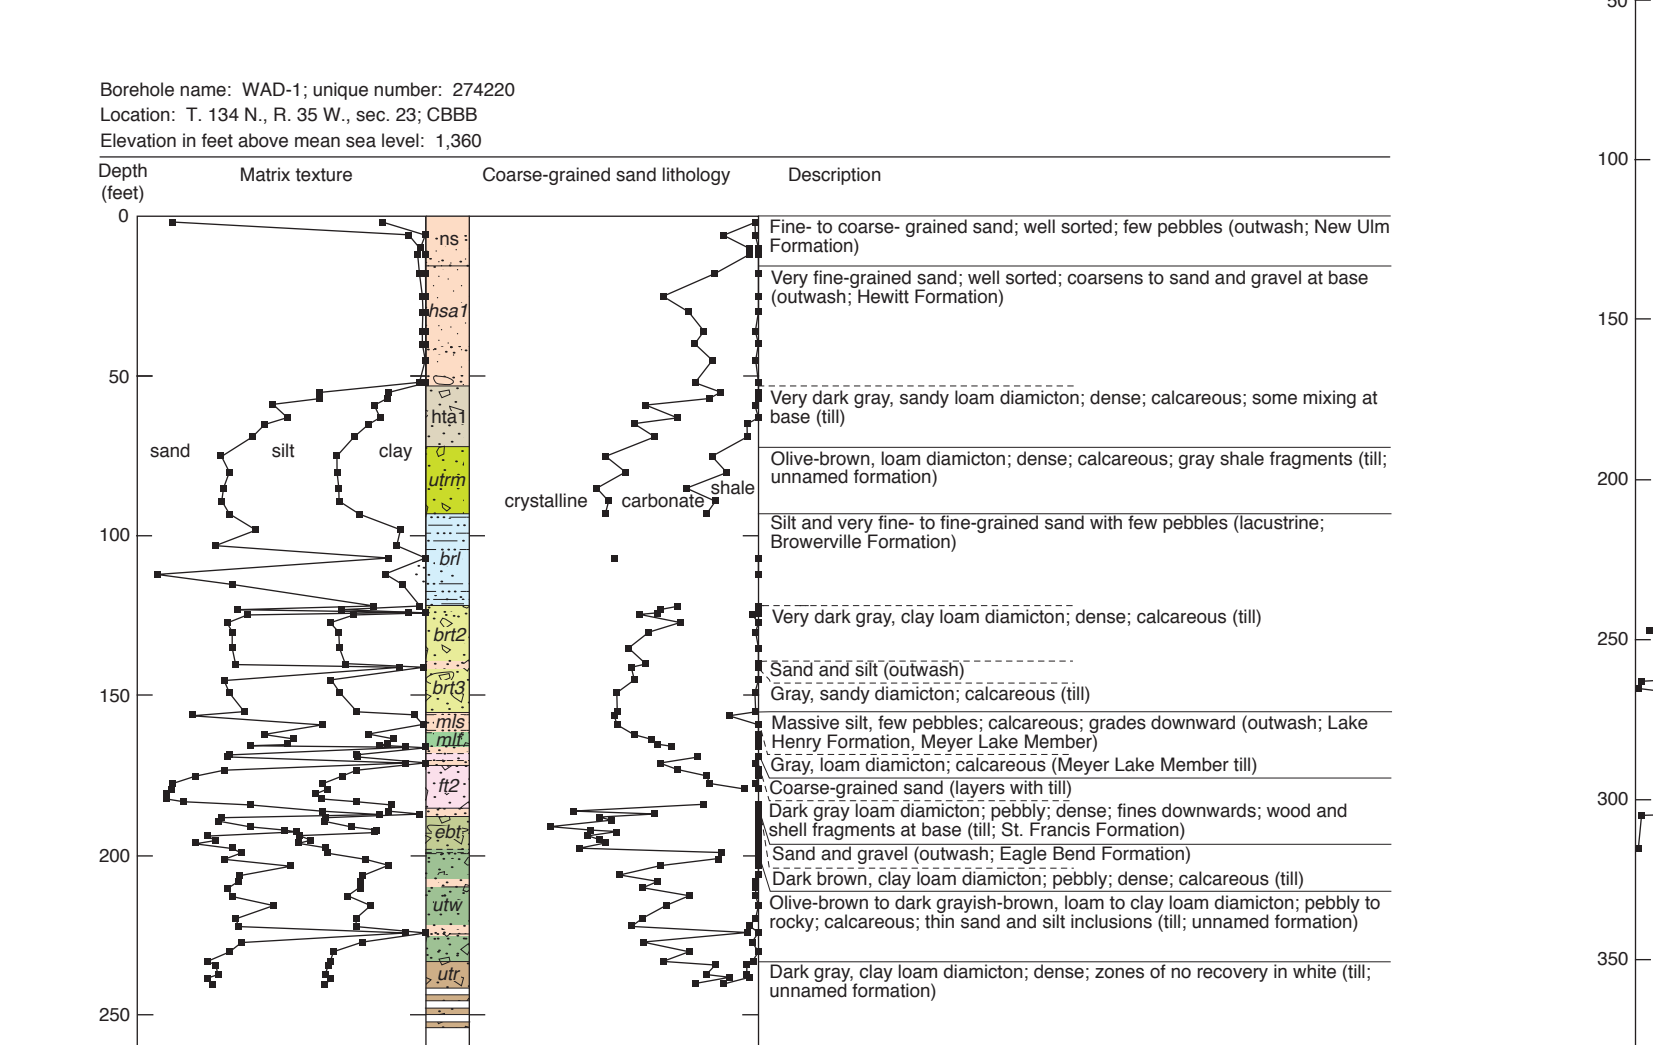 Borehole name: WAD-1; unique number: 274220
Location: T. 134 N., R. 35 W., sec. 23; CBBB
Elevation in feet above mean sea level: 1,360
Depth
(feet)
Matrix texture
Coarse-grained sand lithology
Description
0
ns
Fine- to coarse- grained sand; well sorted; few pebbles (outwash; New Ulm
Formation)
Very fine-grained sand; well sorted; coarsens to sand and gravel at base
(outwash; Hewitt Formation)
hsa1
50
Very dark gray, sandy loam diamicton; dense; calcareous; some mixing at
base (till)
hta1
sand
silt
clay
Olive-brown, loam diamicton; dense; calcareous; gray shale fragments (till;
unnamed formation)
utrm
crystalline
carbonate
shale
100
Silt and very fine- to fine-grained sand with few pebbles (lacustrine;
Browerville Formation)
brl
Very dark gray, clay loam diamicton; dense; calcareous (till)
brt2
Sand and silt (outwash)
150
brt3
Gray, sandy diamicton; calcareous (till)
mls
Massive silt, few pebbles; calcareous; grades downward (outwash; Lake
Henry Formation, Meyer Lake Member)
mlf
Gray, loam diamicton; calcareous (Meyer Lake Member till)
ft2
Coarse-grained sand (layers with till)
Dark gray loam diamicton; pebbly; dense; fines downwards; wood and
shell fragments at base (till; St. Francis Formation)
ebt
200
Sand and gravel (outwash; Eagle Bend Formation)
Dark brown, clay loam diamicton; pebbly; dense; calcareous (till)
utw
Olive-brown to dark grayish-brown, loam to clay loam diamicton; pebbly to
rocky; calcareous; thin sand and silt inclusions (till; unnamed formation)
utr
Dark gray, clay loam diamicton; dense; zones of no recovery in white (till;
unnamed formation)
250
50
100
150
200
250
300
350